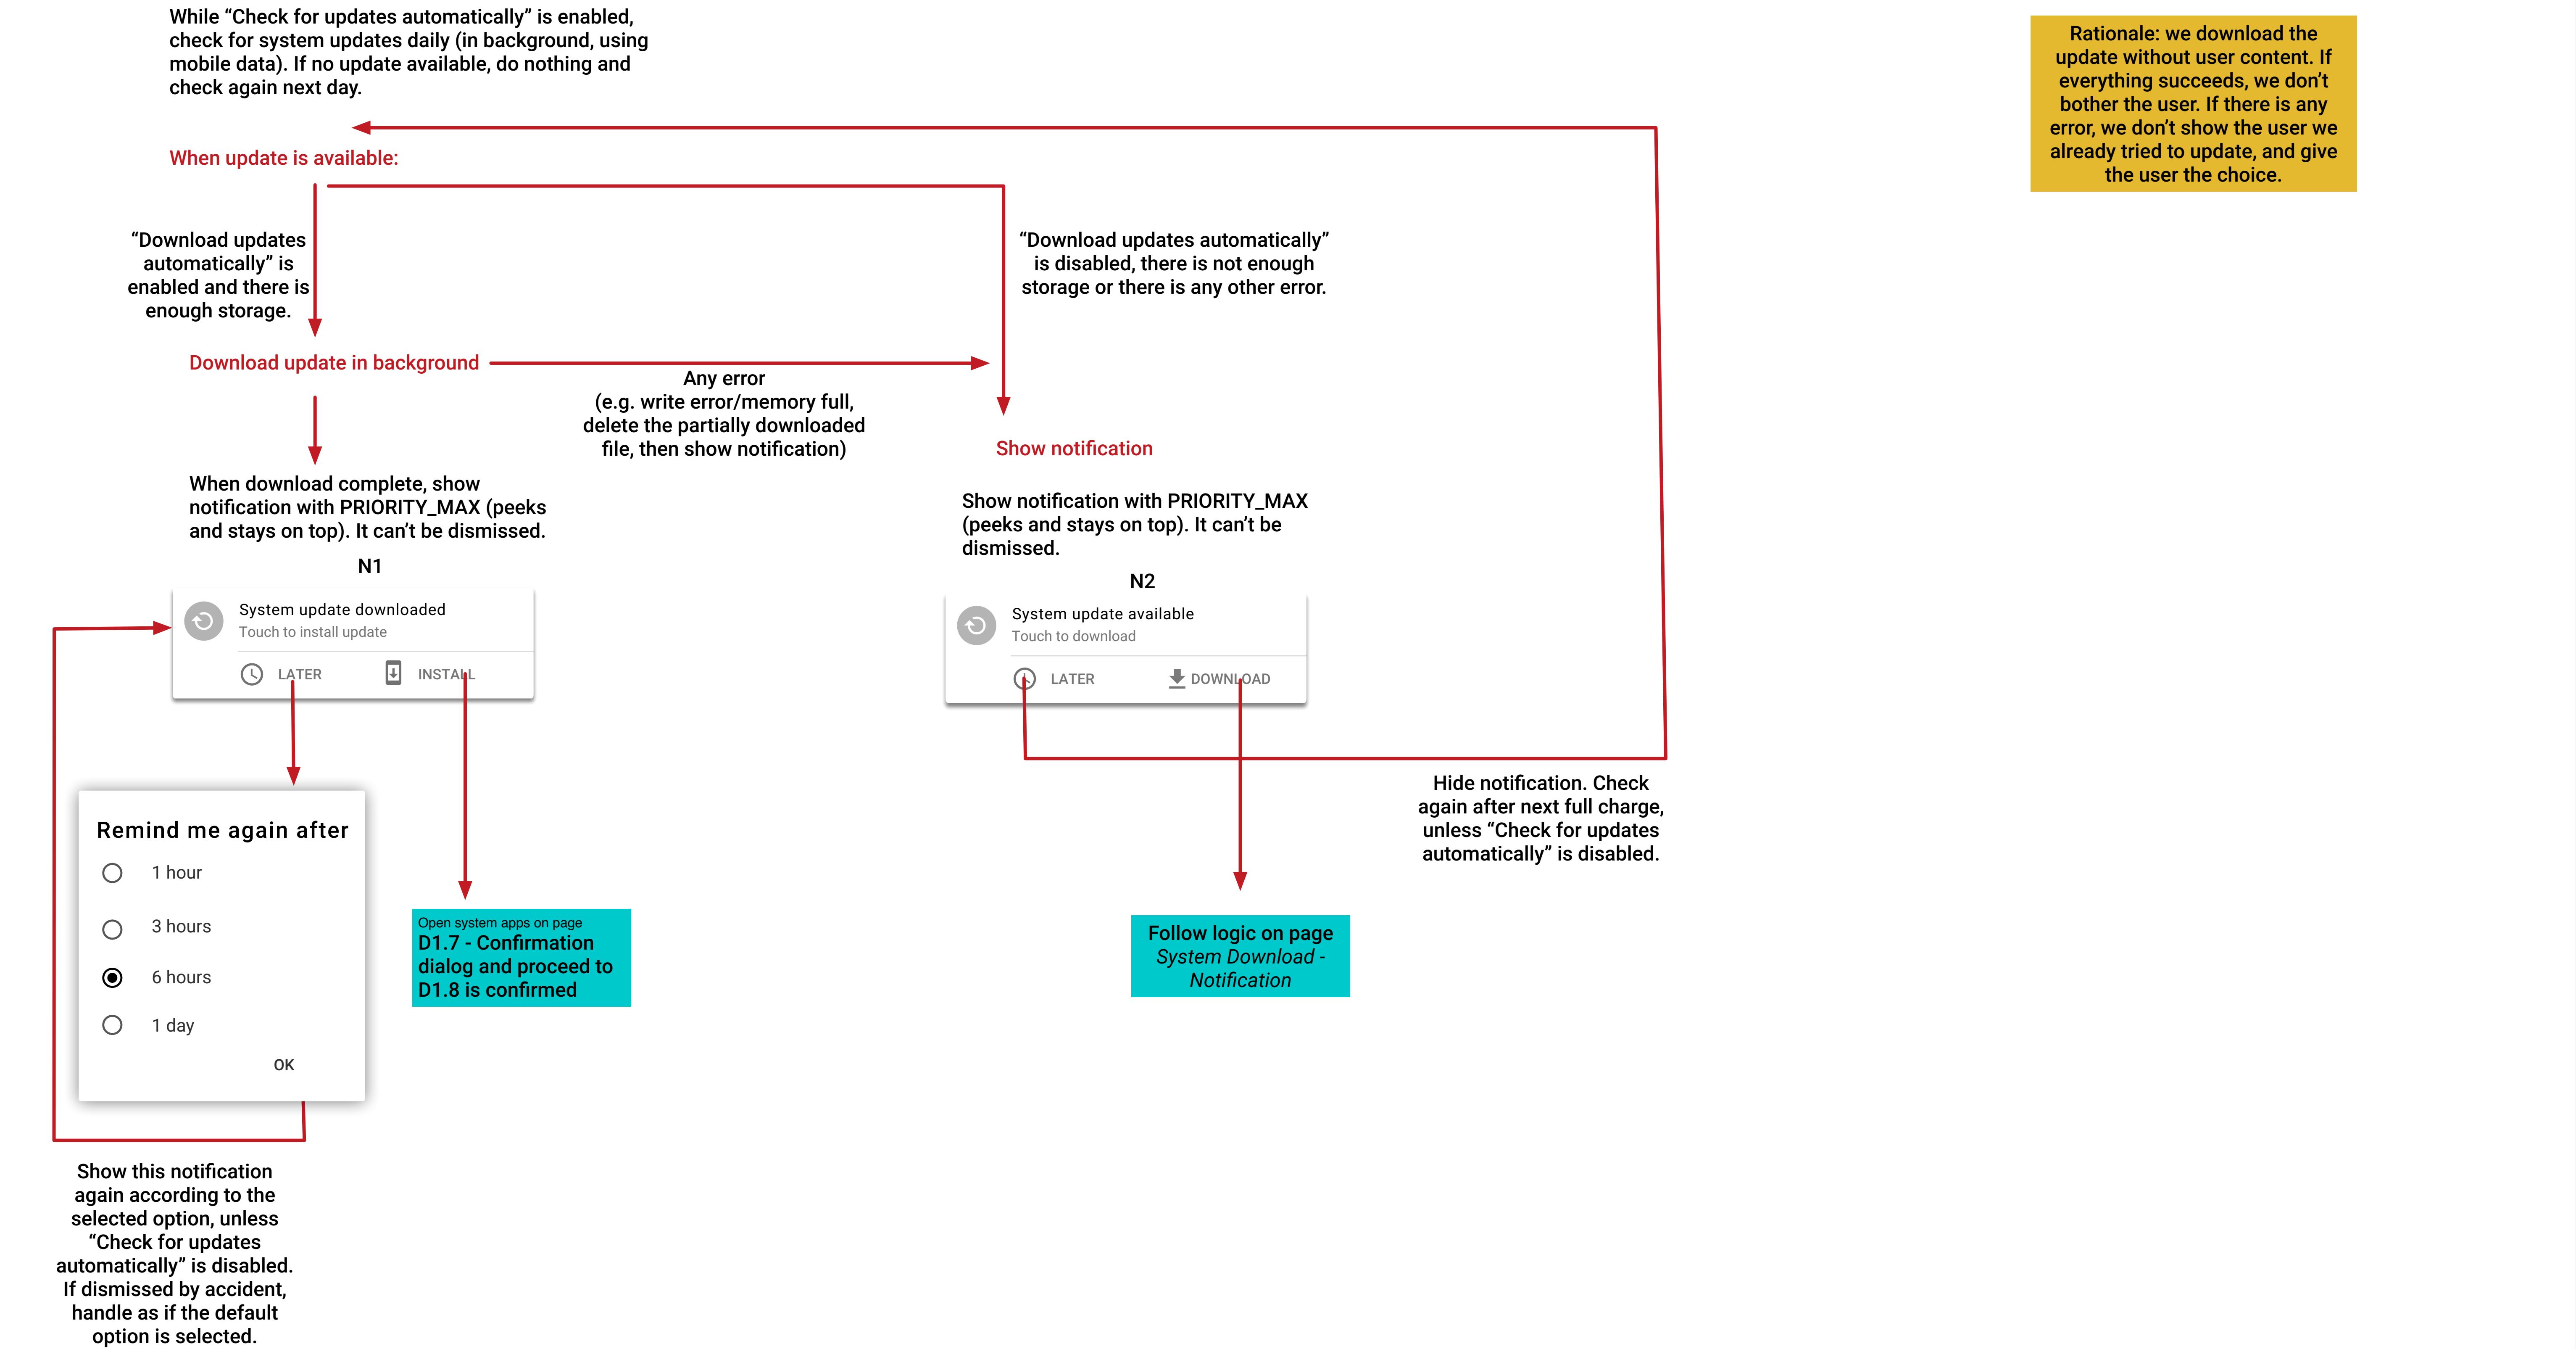 While “Check for updates automatically” is enabled,
check for system updates daily (in background, using
mobile data). If no update available, do nothing and
check again next day.
Rationale: we download the
update without user content. If
everything succeeds, we don’t
bother the user. If there is any
error, we don’t show the user we
already tried to update, and give
the user the choice.
When update is available:
“Download updates
automatically” is
enabled and there is
enough storage.
“Download updates automatically”
is disabled, there is not enough
storage or there is any other error.
Download update in background
Any error
(e.g. write error/memory full,
delete the partially downloaded
file, then show notification)
Show notification
When download complete, show
notification with PRIORITY_MAX (peeks
and stays on top). It can’t be dismissed.
Show notification with PRIORITY_MAX
(peeks and stays on top). It can’t be
dismissed.
N1
System update downloaded
Touch to install update
LATER
INSTALL
N2
System update available
Touch to download
LATER
DOWNLOAD
Hide notification. Check
again after next full charge,
unless “Check for updates
automatically” is disabled.
Remind me again after
1 hour
3 hours
6 hours
1 day
OK
Open system apps on page
D1.7 - Confirmation
dialog and proceed to
D1.8 is confirmed
Follow logic on page
System Download -
Notification
Show this notification
again according to the
selected option, unless
“Check for updates
automatically” is disabled.
If dismissed by accident,
handle as if the default
option is selected.